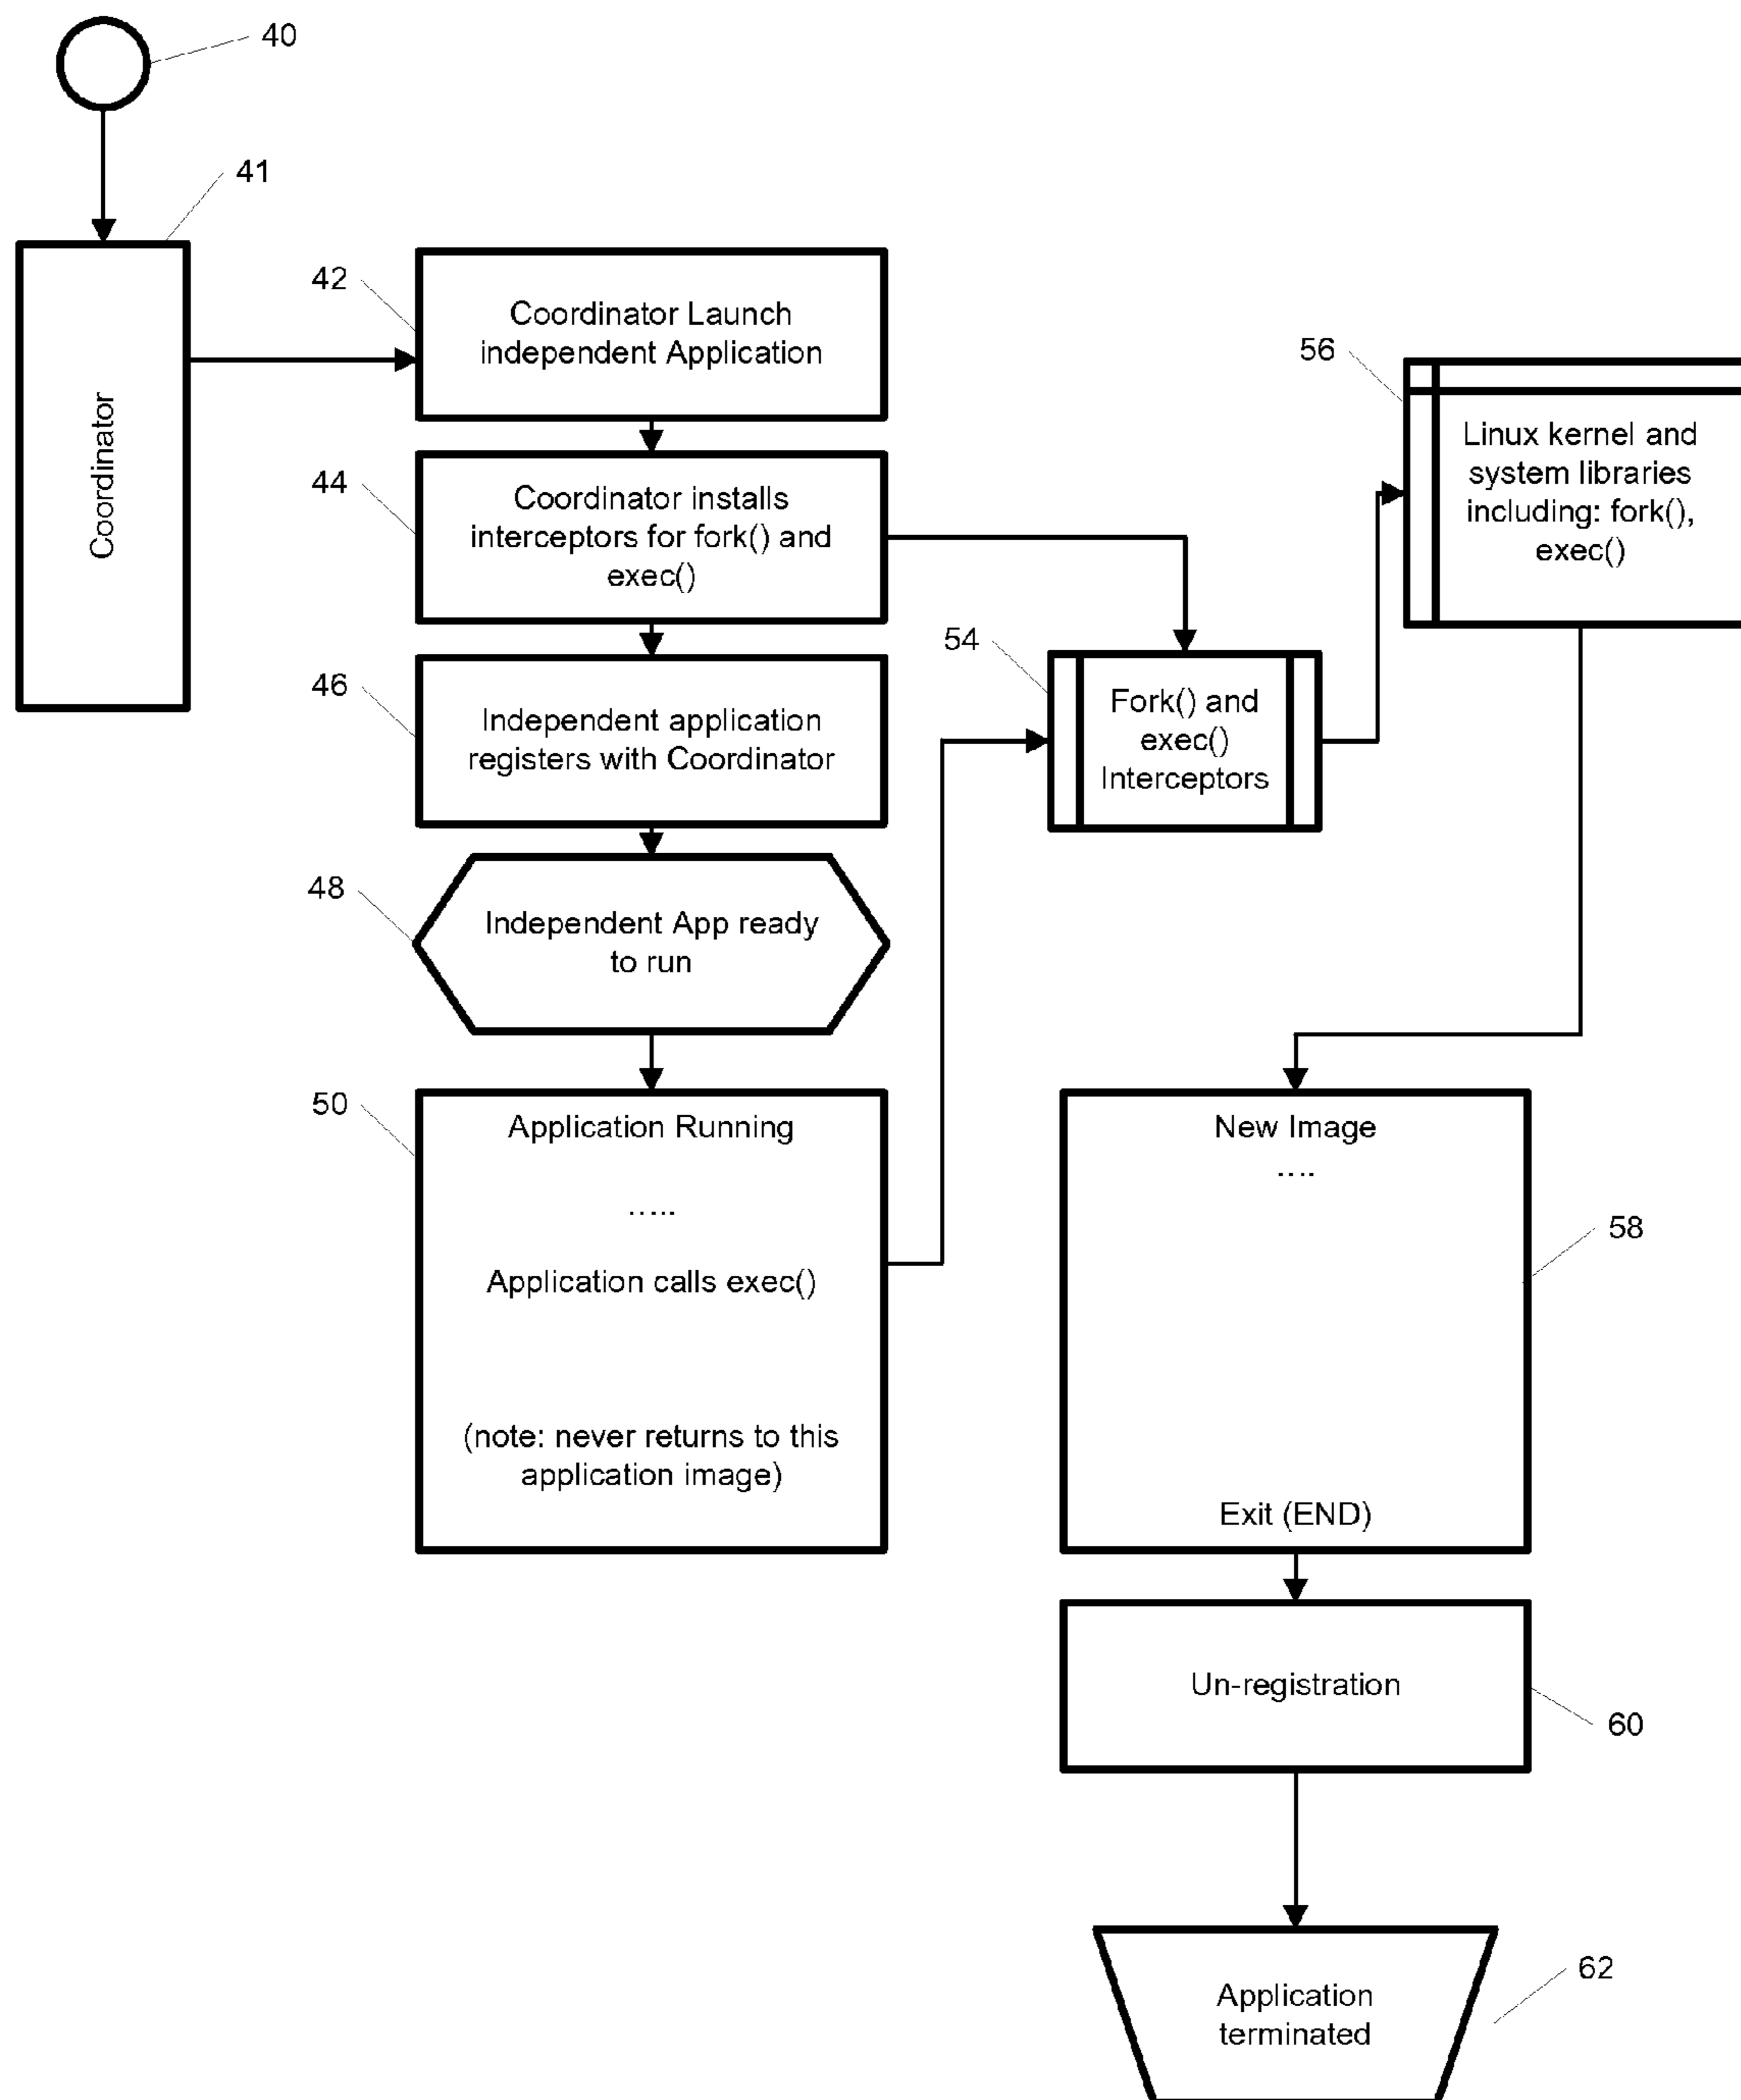 40
41
Coordinator
42
Coordinator Launch
independent Application
44
Coordinator installs
interceptors for fork() and
exec()
46
Independent application
registers with Coordinator
48
Independent App ready
to run
50
Application Running
.....
Application calls exec()
(note: never returns to this
application image)
54
Fork() and
exec()
Interceptors
56
Linux kernel and
system libraries
including: fork(),
exec()
New Image
....
Exit (END)
58
Un-registration
60
Application
terminated
62